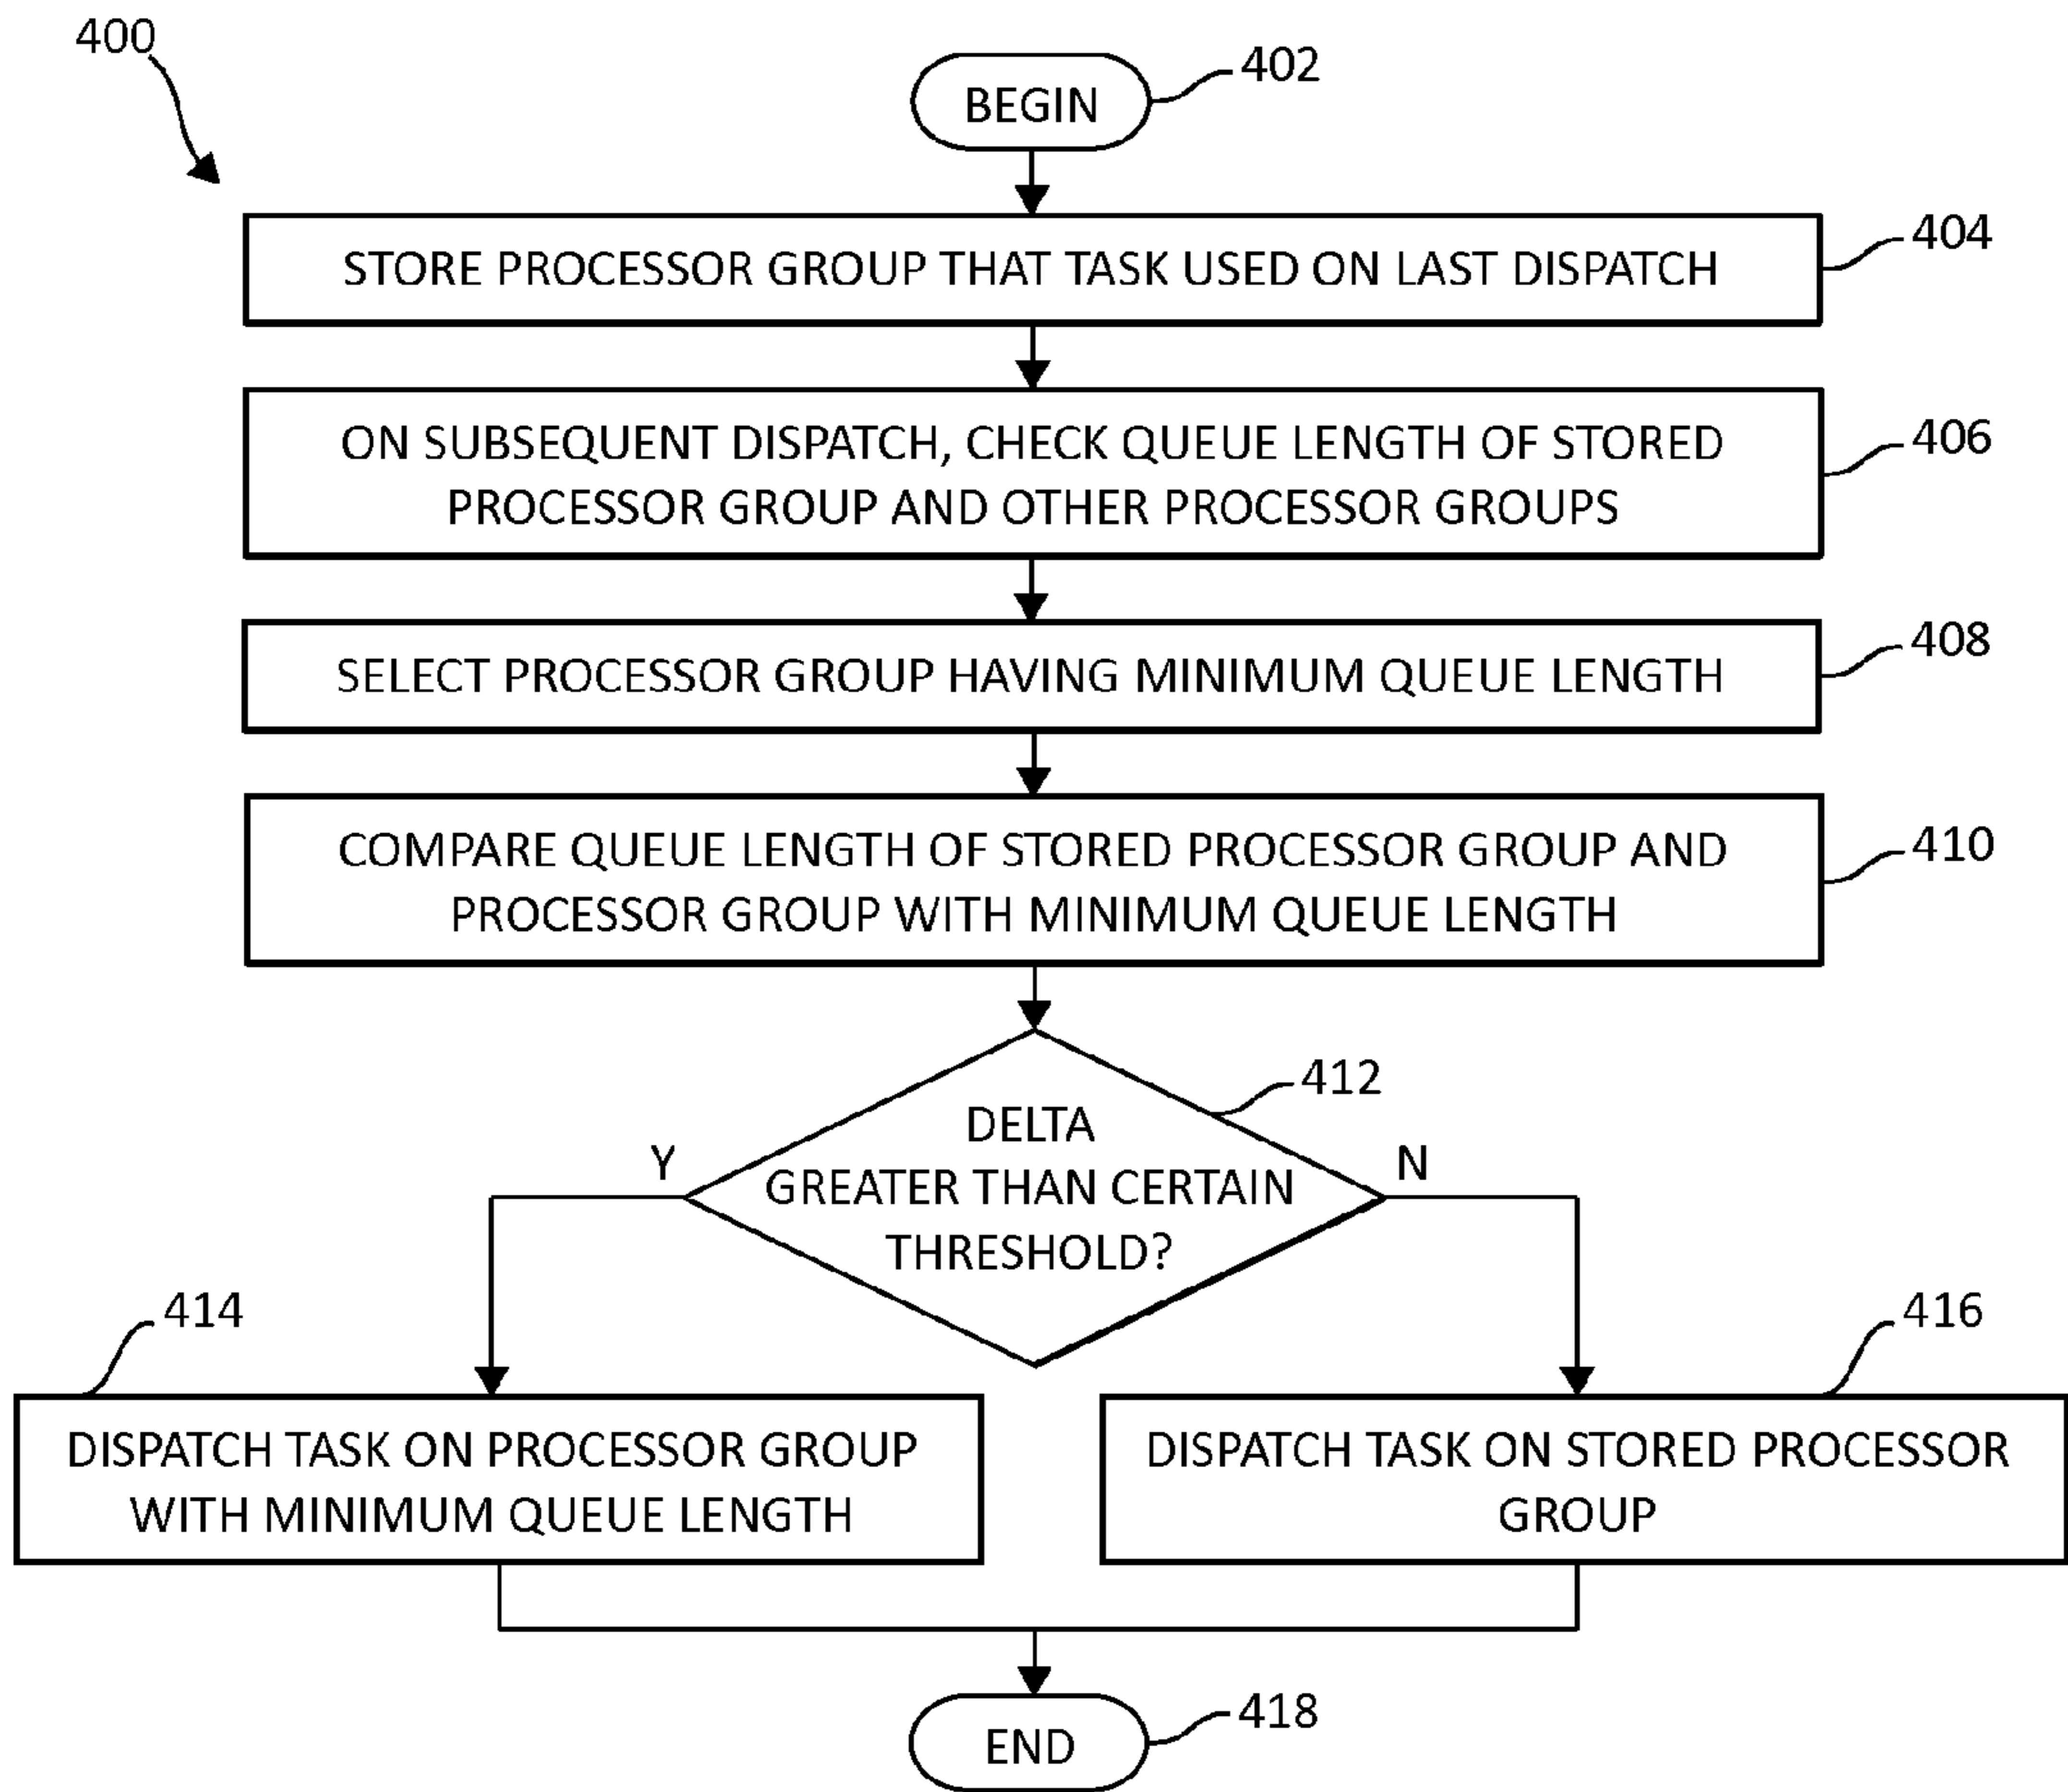 400
BEGIN
402
STORE PROCESSOR GROUP THAT TASK USED ON LAST DISPATCH
404
ON SUBSEQUENT DISPATCH, CHECK QUEUE LENGTH OF STORED
PROCESSOR GROUP AND OTHER PROCESSOR GROUPS
406
SELECT PROCESSOR GROUP HAVING MINIMUM QUEUE LENGTH
408
COMPARE QUEUE LENGTH OF STORED PROCESSOR GROUP AND
PROCESSOR GROUP WITH MINIMUM QUEUE LENGTH
410
DELTA
GREATER THAN CERTAIN
THRESHOLD?
412
Y
N
414
DISPATCH TASK ON PROCESSOR GROUP
WITH MINIMUM QUEUE LENGTH
416
DISPATCH TASK ON STORED PROCESSOR
GROUP
END
418